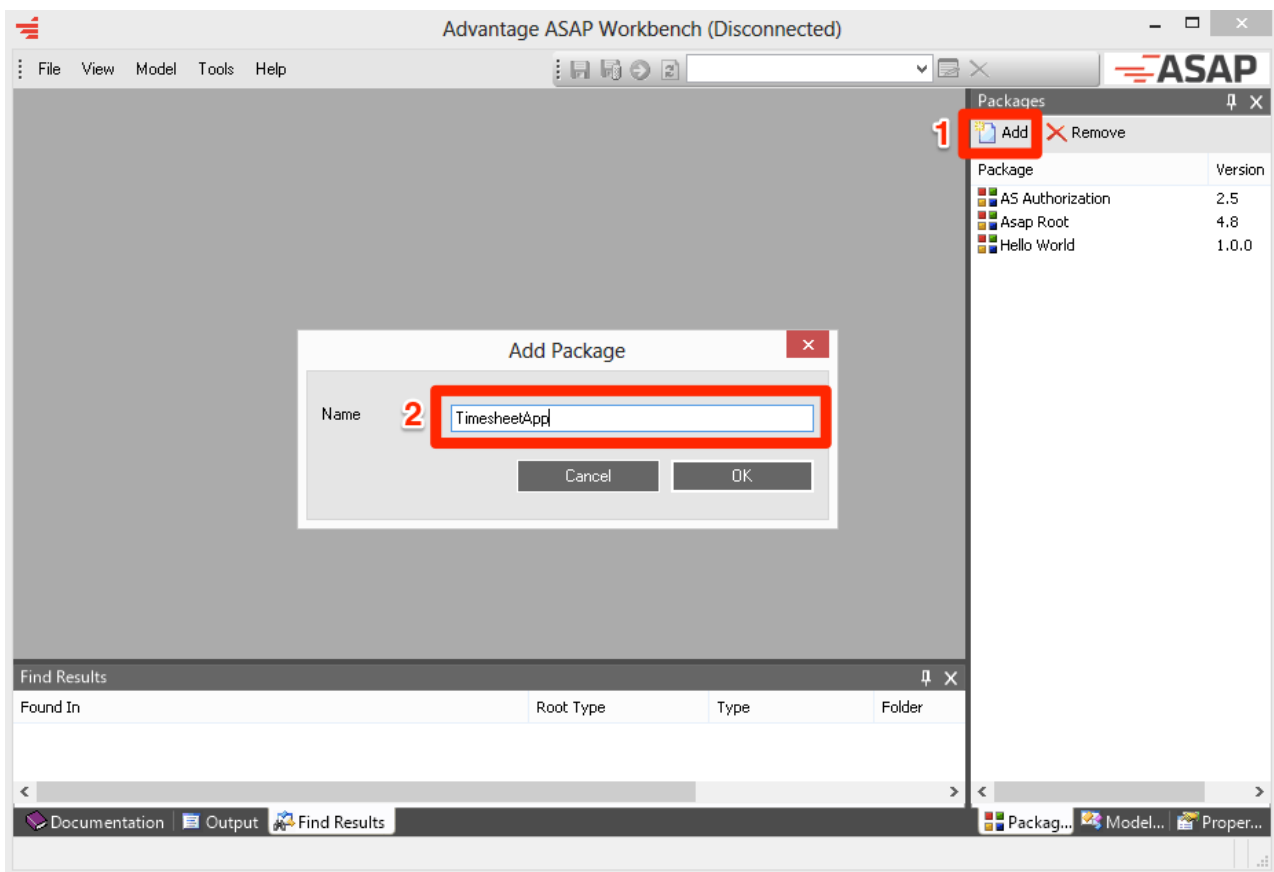 Advantage ASAP Workbench (Disconnected)
File View Model Tools Help
ASAP
Packages
1
Add Remove
Package Version
AS Authorization 2.5
Asap Root 4.8
Hello World 1.0.0
Add Package
Name 2 TimesheetApp
Cancel OK
Find Results
Found In Root Type Type Folder
Documentation Output Find Results
Packag... Model... Proper...